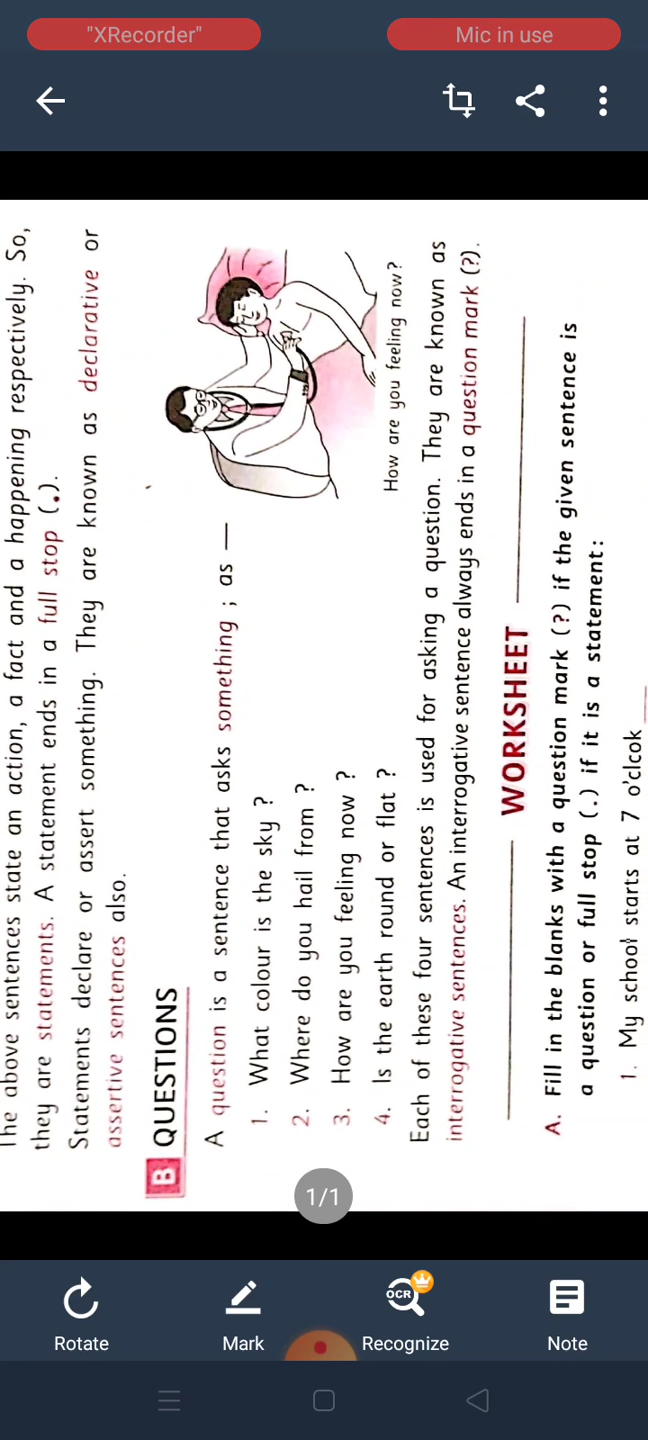 "XRecorder"
Mic in use
The above sentences state an action, a fact and a happening respectively. So,
they are statements. A statement ends in a full stop (.).
Statements declare or assert something. They are known as declarative or
assertive sentences also.
B QUESTIONS
A question is a sentence that asks something ; as —
1. What colour is the sky ?
2. Where do you hail from ?
3. How are you feeling now ?
4. Is the earth round or flat ?
How are you feeling now?
Each of these four sentences is used for asking a question. They are known as
interrogative sentences. An interrogative sentence always ends in a question mark (?).
WORKSHEET
A. Fill in the blanks with a question mark (?) if the given sentence is
a question or full stop (.) if it is a statement:
1. My school starts at 7 o'clcok __
1/1
Rotate
Mark
OCR
Recognize
Note